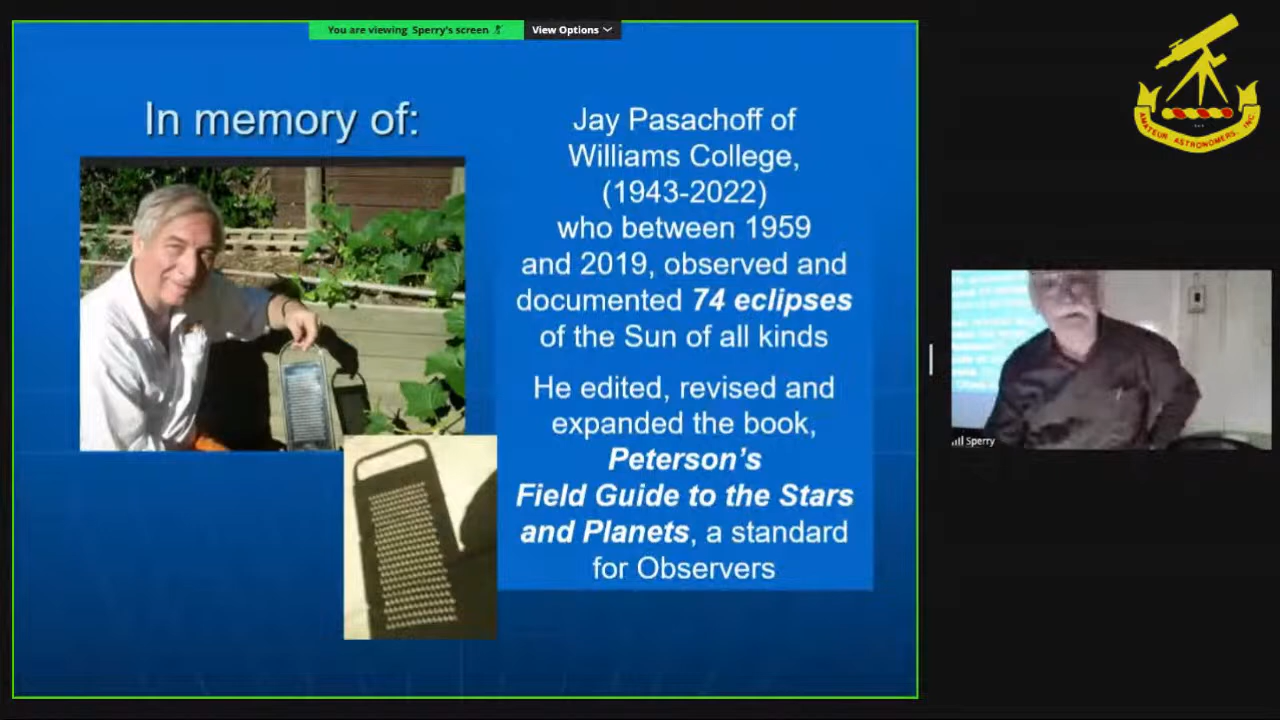 You are viewing Sperry's screen
View Options
In memory of:
Jay Pasachoff of
Williams College,
(1943-2022)
who between 1959
and 2019, observed and
documented 74 eclipses
of the Sun of all kinds
He edited, revised and
expanded the book,
Peterson's
Field Guide to the Stars
and Planets, a standard
for Observers
AMATEUR ASTRONOMERS, INC
Sperry